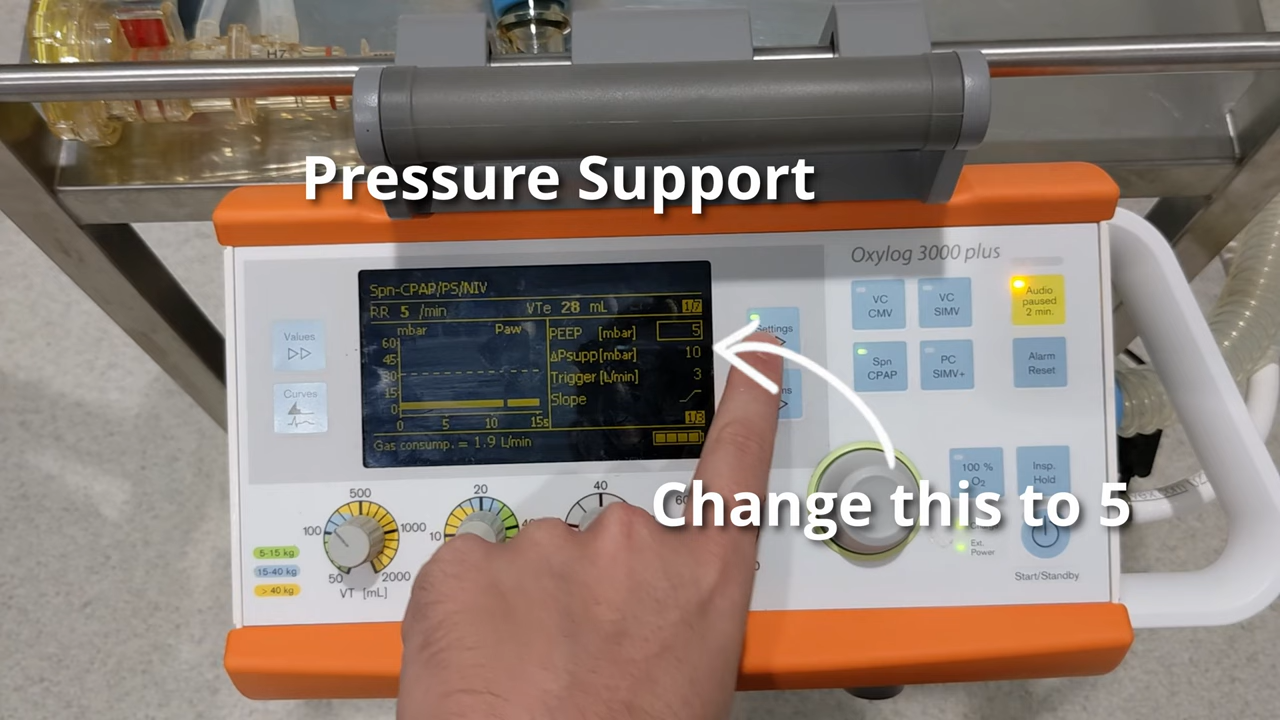 H7
Pressure Support
Oxylog 3000 plus
Spn-CPAP/PS/NIV
RR 5 /min VTe 28 mL 1/7
mbar Paw
60
45
30
15
0
0 5 10 15s
PEEP [mbar] 5
ΔPsupp[mbar] 10
Trigger [L/min] 3
Slope
1/3
Gas consump. = 1.9 L/min
Values
Curves
Settings
VC
CMV
VC
SIMV
Audio
paused
2 min.
Spn
CPAP
PC
SIMV+
Alarm
Reset
100 %
O2
Insp.
Hold
Change this to 5
Ext.
Power
Start/Standby
500
100 1000
50 2000
VT [mL]
20
10
40
60
5-15 kg
15-40 kg
> 40 kg